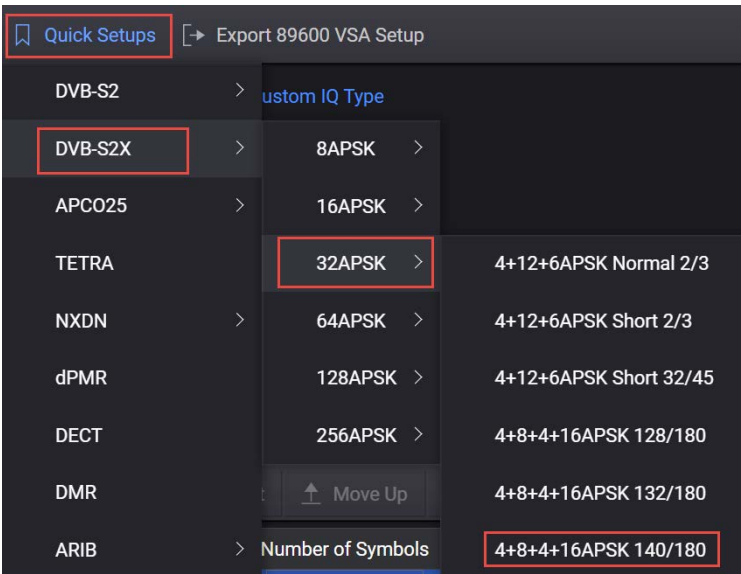 Quick Setups Export 89600 VSA Setup
DVB-S2 ustom IQ Type
DVB-S2X 8APSK
APCO25 16APSK
TETRA 32APSK 4+12+6APSK Normal 2/3
NXDN 64APSK 4+12+6APSK Short 2/3
dPMR 128APSK 4+12+6APSK Short 32/45
DECT 256APSK 4+8+4+16APSK 128/180
DMR Move Up 4+8+4+16APSK 132/180
ARIB Number of Symbols 4+8+4+16APSK 140/180